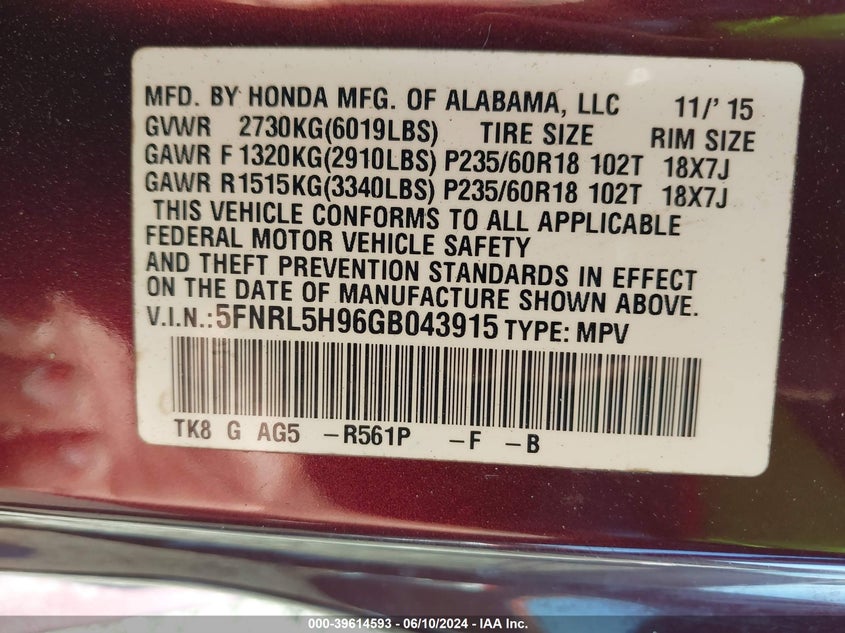 MFD. BY HONDA MFG. OF ALABAMA, LLC 11/' 15
GVWR 2730KG(6019LBS) TIRE SIZE RIM SIZE
GAWR F 1320KG(2910LBS) P235/60R18 102T 18X7J
GAWR R1515KG(3340LBS) P235/60R18 102T 18X7J
THIS VEHICLE CONFORMS TO ALL APPLICABLE
FEDERAL MOTOR VEHICLE SAFETY
AND THEFT PREVENTION STANDARDS IN EFFECT
ON THE DATE OF MANUFACTURE SHOWN ABOVE.
V.I.N.:5FNRL5H96GB043915 TYPE: MPV
TK8 G AG5 -R561P -F -B
000-39614593 - 06/10/2024 - IAA Inc.